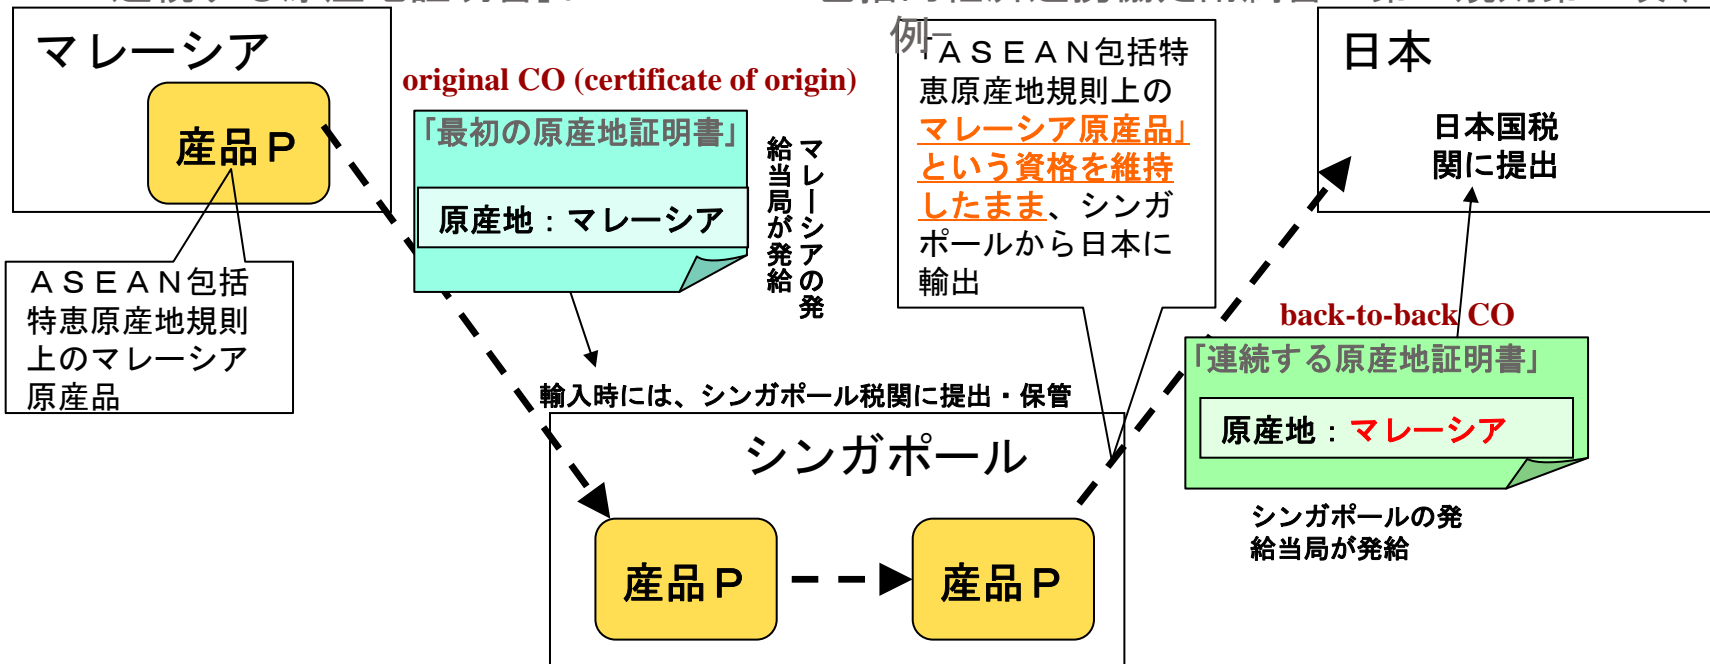 マレーシア
産品Ｐ
ＡＳＥＡＮ包括
特恵原産地規則
上のマレーシア
原産品
original CO (certificate of origin)
「最初の原産地証明書」
原産地：マレーシア
マレーシアの発
給当局が発給
例−
「ＡＳＥＡＮ包括特
恵原産地規則上の
マレーシア原産品」
という資格を維持
したまま、シンガ
ポールから日本に
輸出
日本
日本国税
関に提出
back-to-back CO
「連続する原産地証明書」
原産地：マレーシア
シンガポールの発
給当局が発給
輸入時には、シンガポール税関に提出・保管
シンガポール
産品Ｐ
産品Ｐ